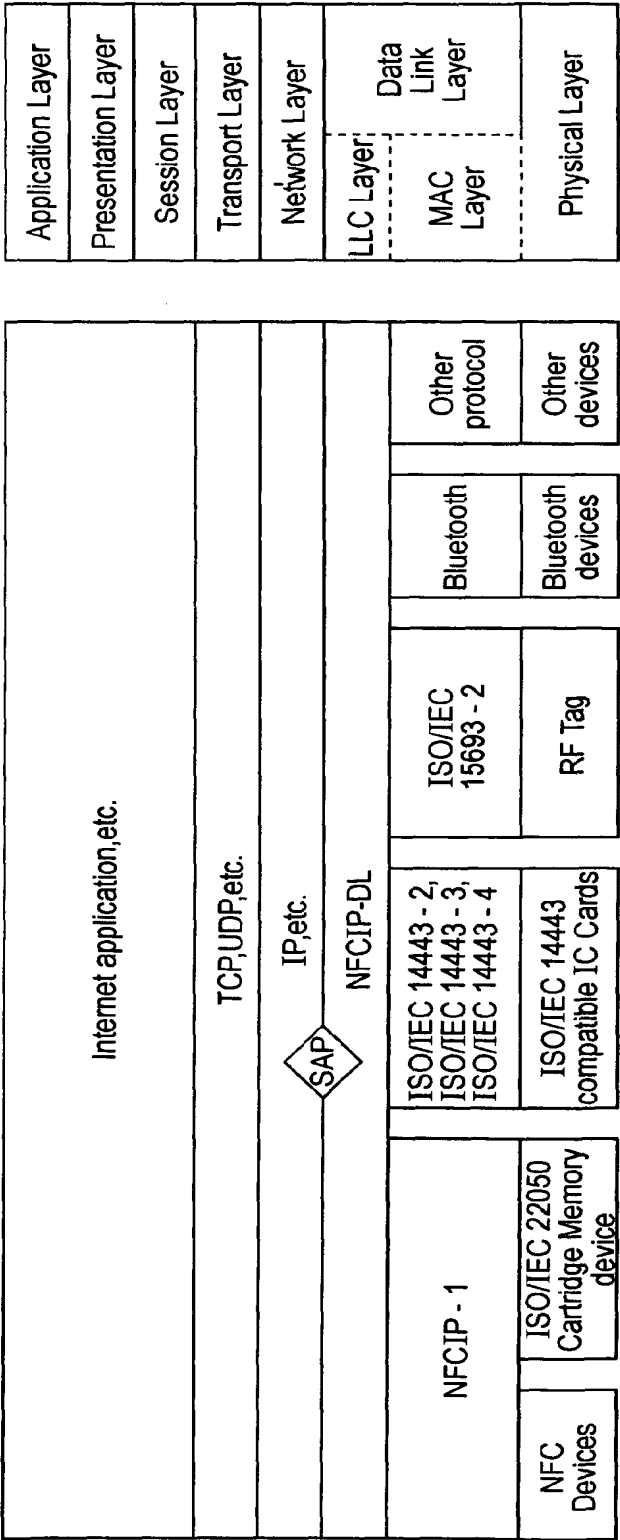 Internet application,etc.
TCP,UDP,etc.
IP,etc.
SAP
NFCIP-DL
NFCIP - 1
ISO/IEC 14443 - 2,
ISO/IEC 14443 - 3,
ISO/IEC 14443 - 4
ISO/IEC
15693 - 2
Bluetooth
Other
protocol
NFC
Devices
ISO/IEC 22050
Cartridge Memory
device
ISO/IEC 14443
compatible IC Cards
RF Tag
Bluetooth
devices
Other
devices
Application Layer
Presentation Layer
Session Layer
Transport Layer
Network Layer
LLC Layer
MAC
Layer
Data
Link
Layer
Physical Layer